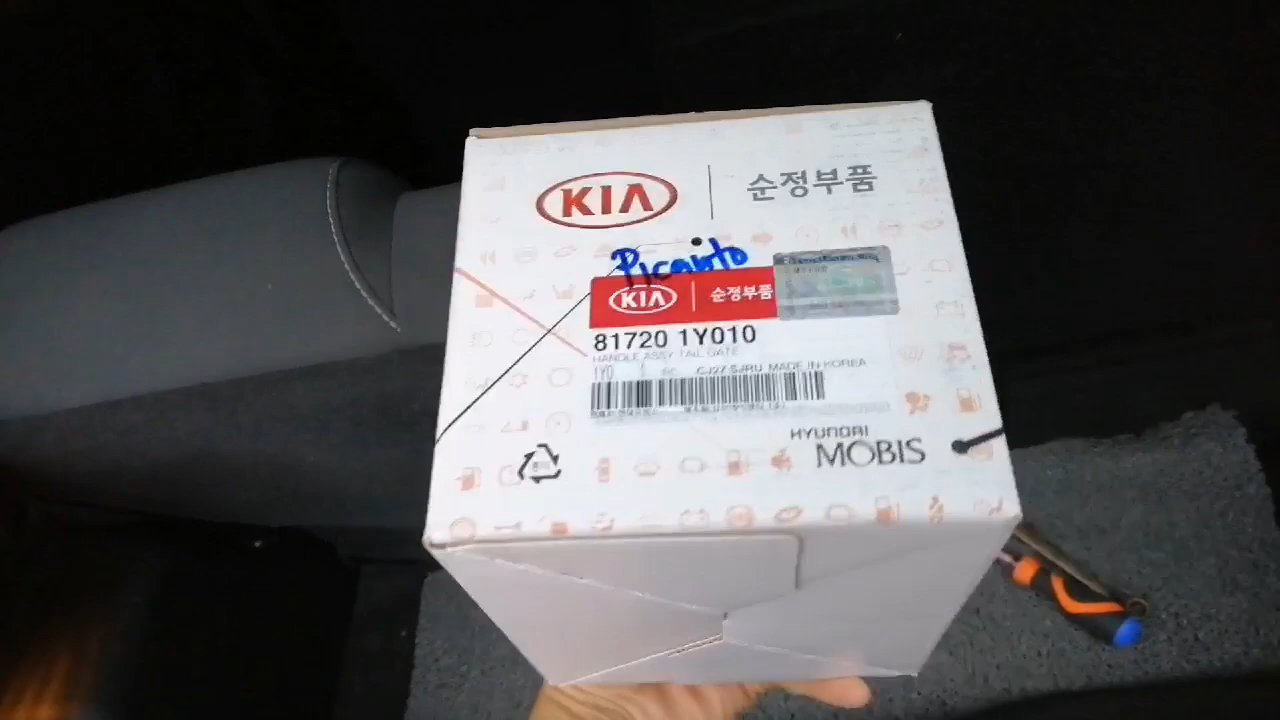 KIA 순정부품
Picanto
KIA 순정부품
81720 1Y010
HANDLE ASSY TAIL GATE
1Y0 MADE IN KOREA
HYUNDAI
MOBIS